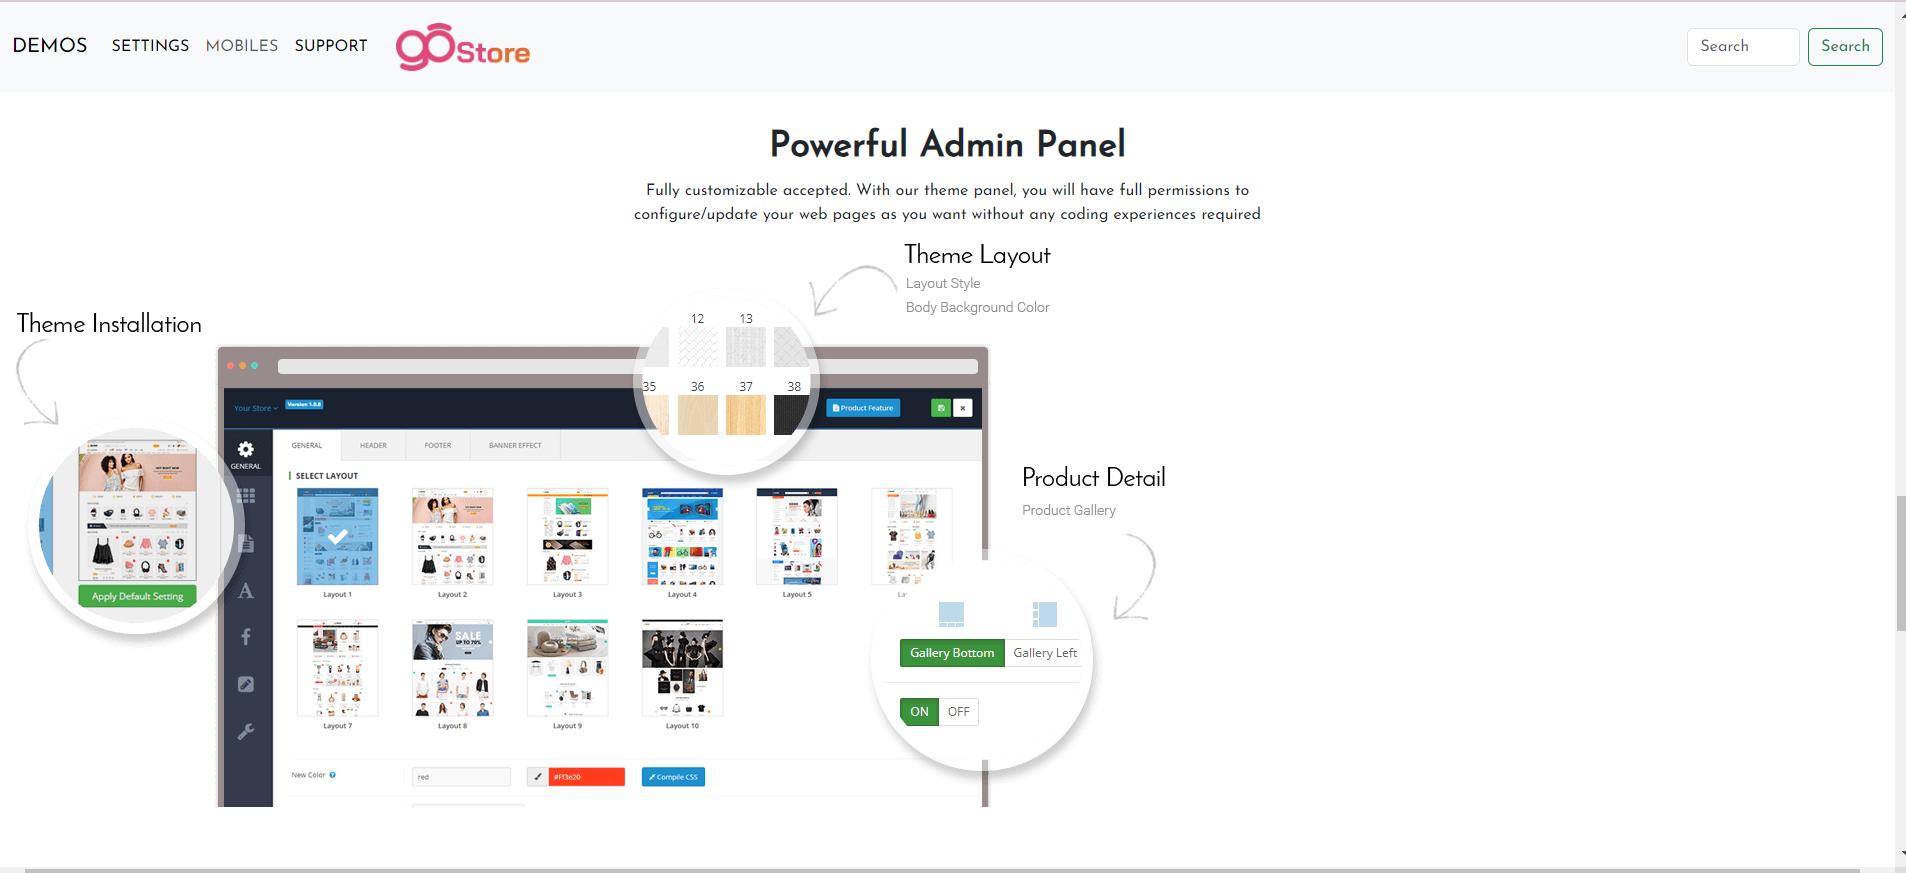 DEMOS SETTINGS MOBILES SUPPORT goStore Search Search
Powerful Admin Panel
Fully customizable accepted. With our theme panel, you will have full permissions to
configure/update your web pages as you want without any coding experiences required
Theme Layout
Layout Style
Body Background Color
Theme Installation
12 13
35 36 37 38
Your Store Version 1.0.8 Product Feature
GENERAL
GENERAL HEADER FOOTER BANNER EFFECT
SELECT LAYOUT
Layout 1 Layout 2 Layout 3 Layout 4 Layout 5
Apply Default Setting
Product Detail
Product Gallery
SALE
UP TO 70%
Layout 7 Layout 8 Layout 9 Layout 10
Gallery Bottom Gallery Left
ON OFF
New Color red #Ff3e20 Compile CSS